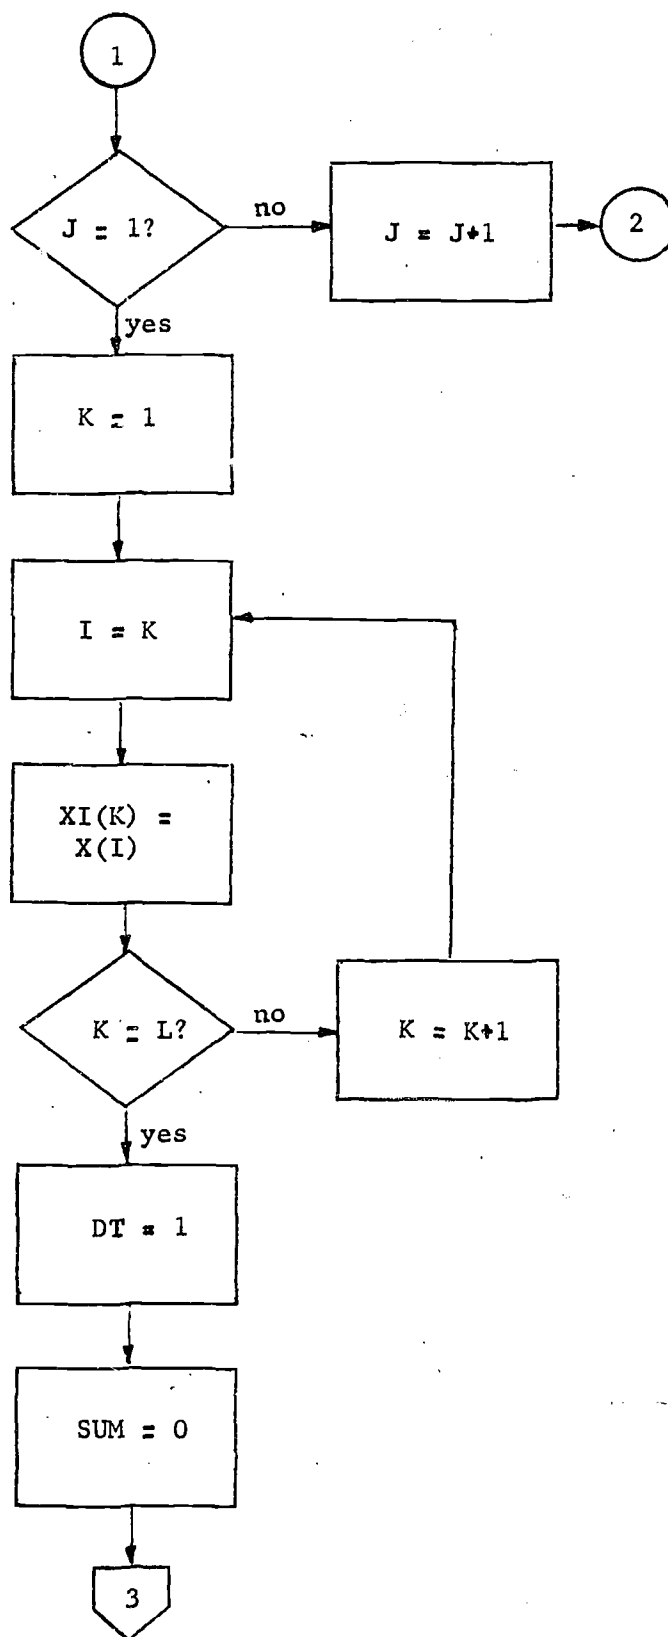 1
J = 1?
no
J = J+1
2
yes
K = 1
I = K
XI(K) =
X(I)
K = L?
no
K = K+1
yes
DT = 1
SUM = 0
3